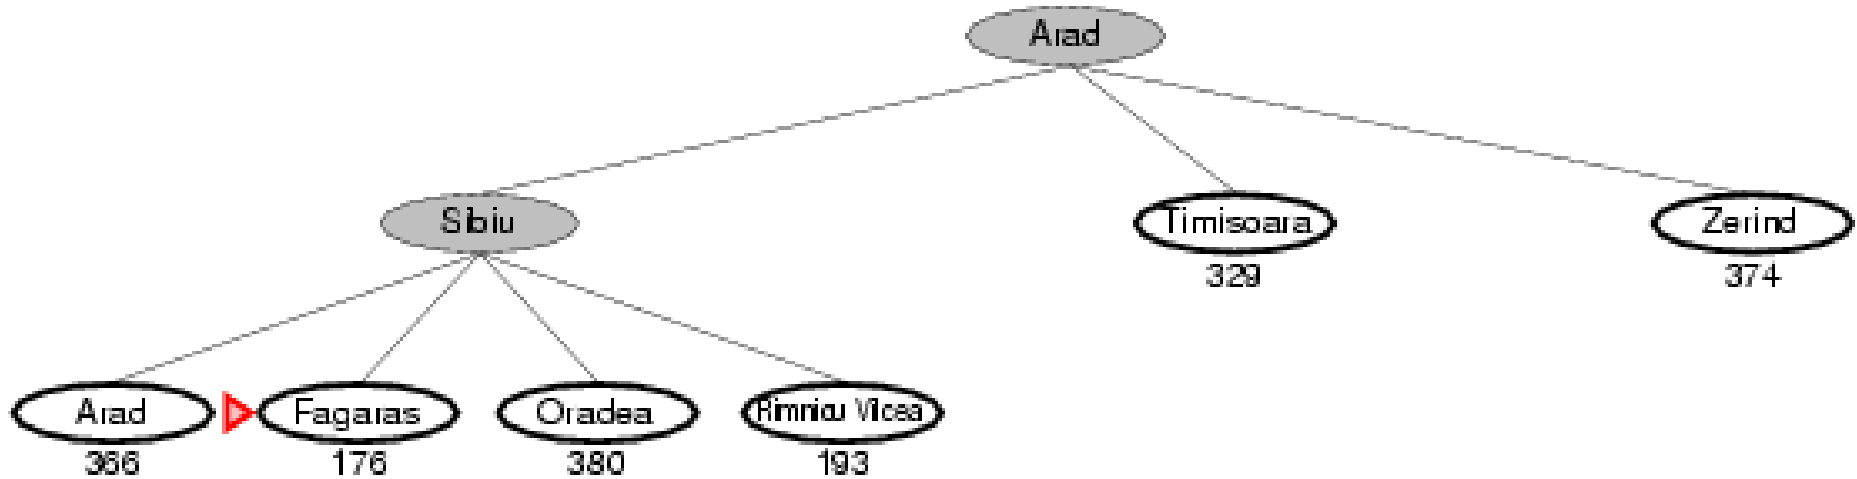 Arad
Sibiu
Timisoara
Zerind
329
374
Arad
Fagaras
Oradea
Rimnicu Vilcea
366
176
380
193